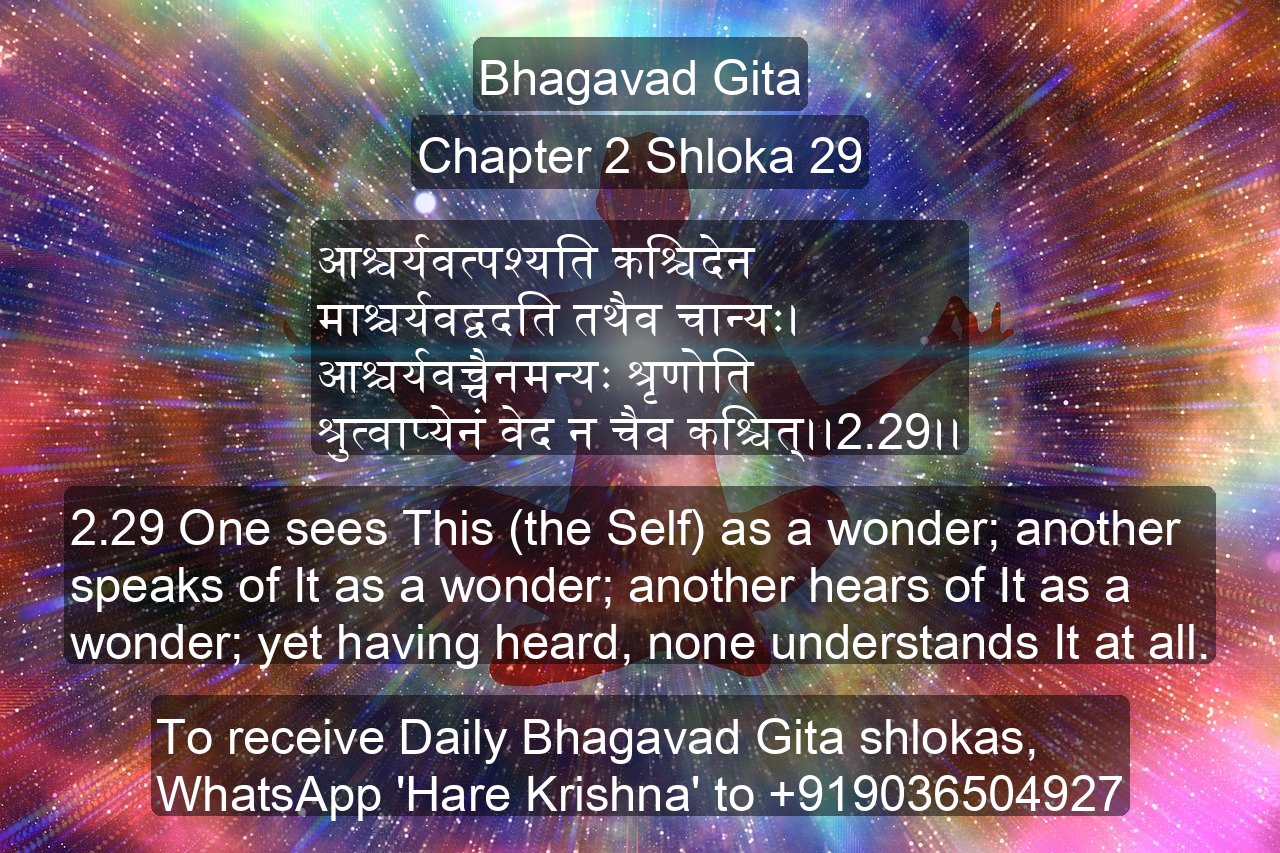 Bhagavad Gita
Chapter 2 Shloka 29
आश्चर्यवत्पश्यति कश्चिदेन
माश्चर्यवद्वदति तथैव चान्यः।
आश्चर्यवच्चैनमन्यः श्रृणोति
श्रुत्वाप्येनं वेद न चैव कश्चित्।।2.29।।
2.29 One sees This (the Self) as a wonder; another
speaks of It as a wonder; another hears of It as a
wonder; yet having heard, none understands It at all.
To receive Daily Bhagavad Gita shlokas,
WhatsApp 'Hare Krishna' to +919036504927